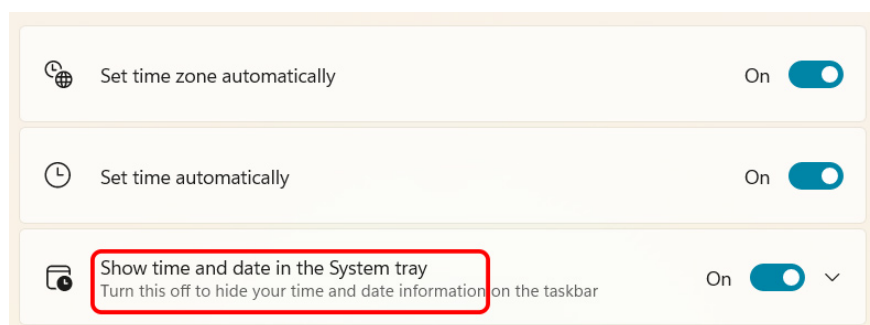 Set time zone automatically On
Set time automatically On
Show time and date in the System tray
Turn this off to hide your time and date information on the taskbar
On